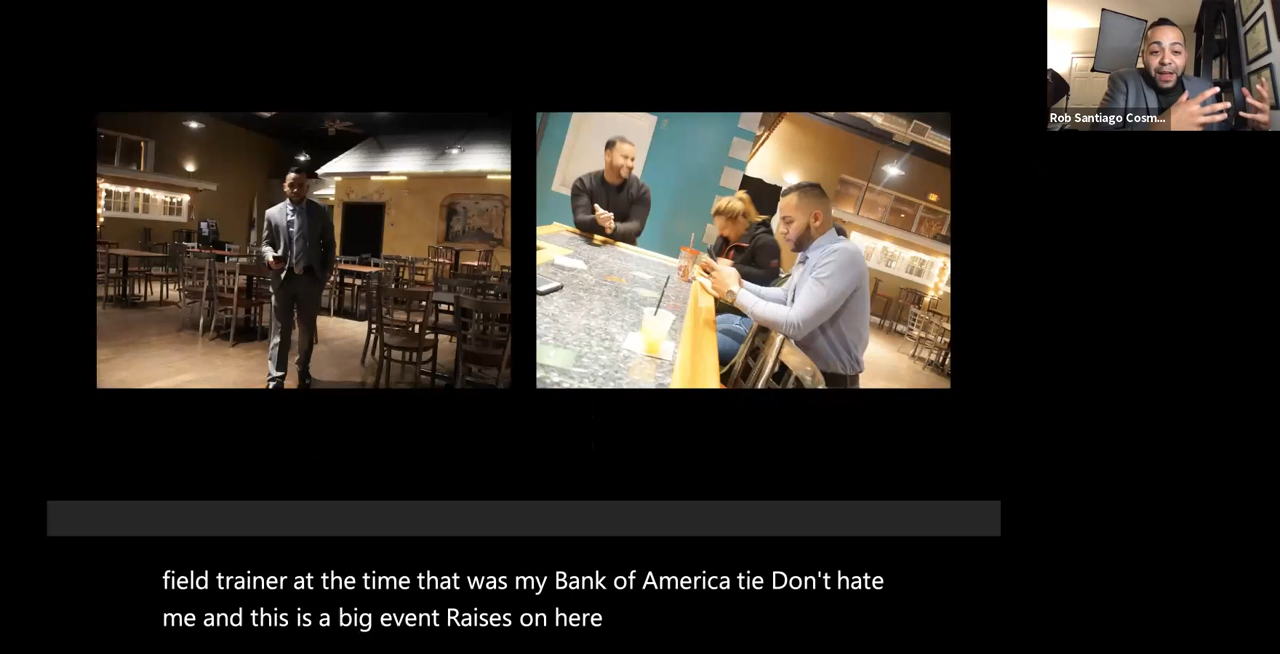 Rob Santiago Cosm...
field trainer at the time that was my Bank of America tie Don't hate
me and this is a big event Raises on here